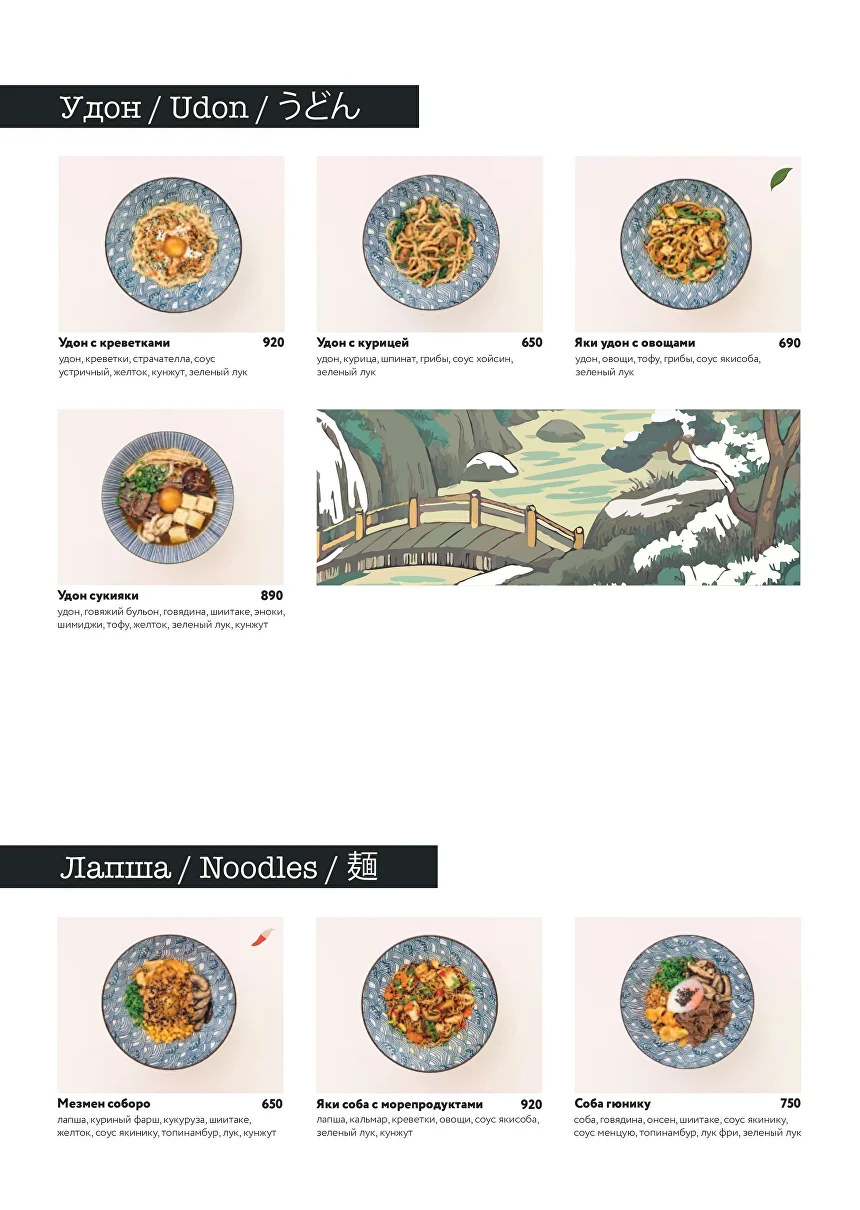 Удон / Udon / うどん
Удон с креветками 920
удон, креветки, страчателла, соус
устричный, желток, кунжут, зеленый лук
Удон с курицей 650
удон, курица, шпинат, грибы, соус хойсин,
зеленый лук
Яки удон с овощами 690
удон, овощи, тофу, грибы, соус якисоба,
зеленый лук
Удон сукияки 890
удон, говяжий бульон, говядина, шиитаке, эноки,
шимиджи, тофу, желток, зеленый лук, кунжут
Лапша / Noodles / 麺
Мезмен соборо 650
лапша, куриный фарш, кукуруза, шиитаке,
желток, соус якинику, топинамбур, лук, кунжут
Яки соба с морепродуктами 920
лапша, кальмар, креветки, овощи, соус якисоба,
зеленый лук, кунжут
Соба гюнику 750
соба, говядина, онсен, шиитаке, соус якинику,
соус менцую, топинамбур, лук фри, зеленый лук